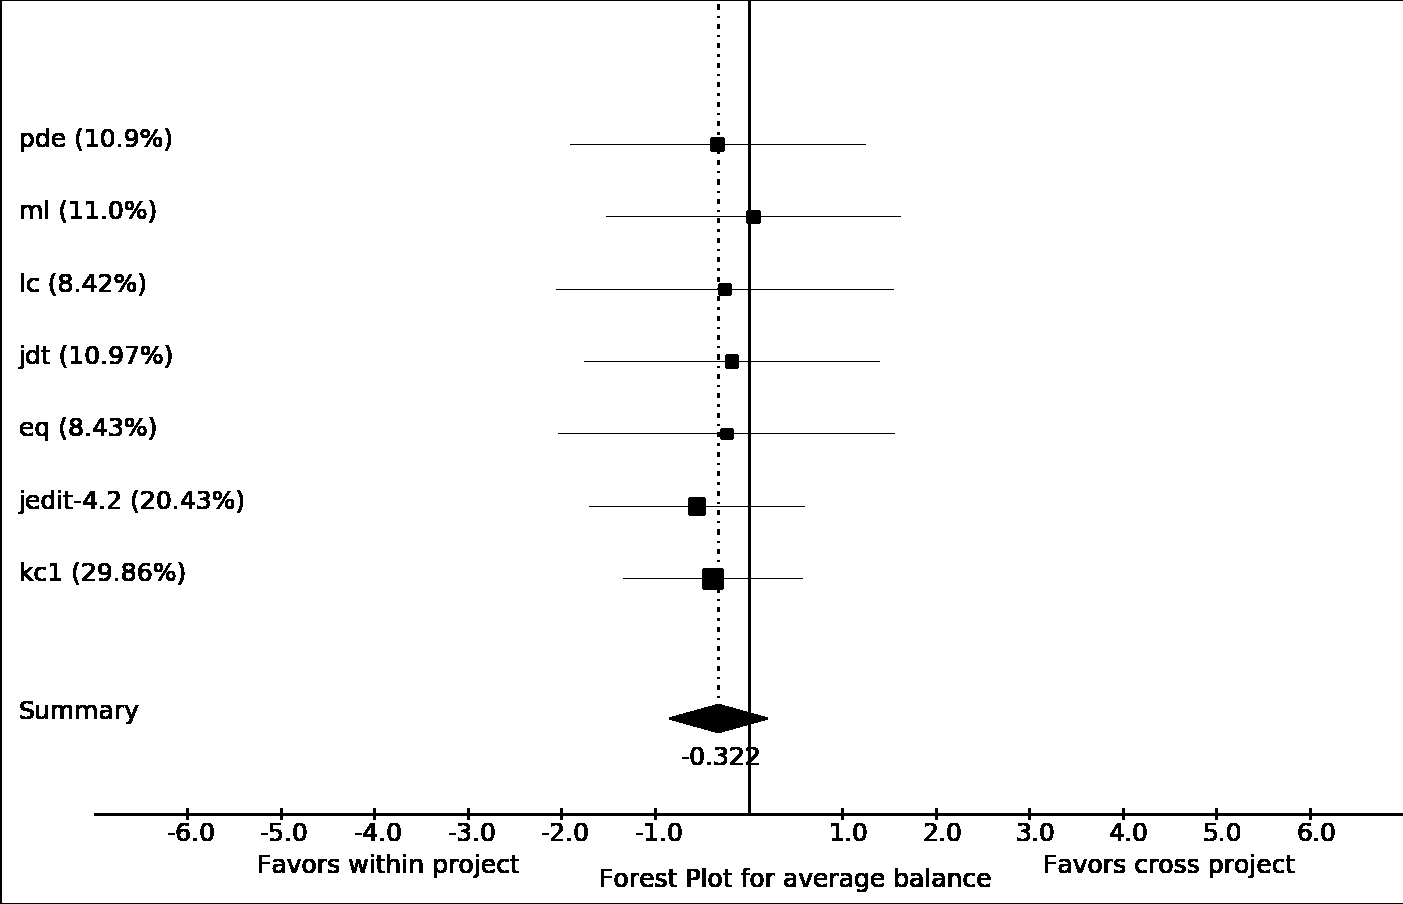 pde (10.9%)
ml (11.0%)
lc (8.42%)
jdt (10.97%)
eq (8.43%)
jedit-4.2 (20.43%)
kc1 (29.86%)
Summary
-0.322
-6.0 -5.0 -4.0 -3.0 -2.0 -1.0 1.0 2.0 3.0 4.0 5.0 6.0
Favors within project Favors cross project
Forest Plot for average balance